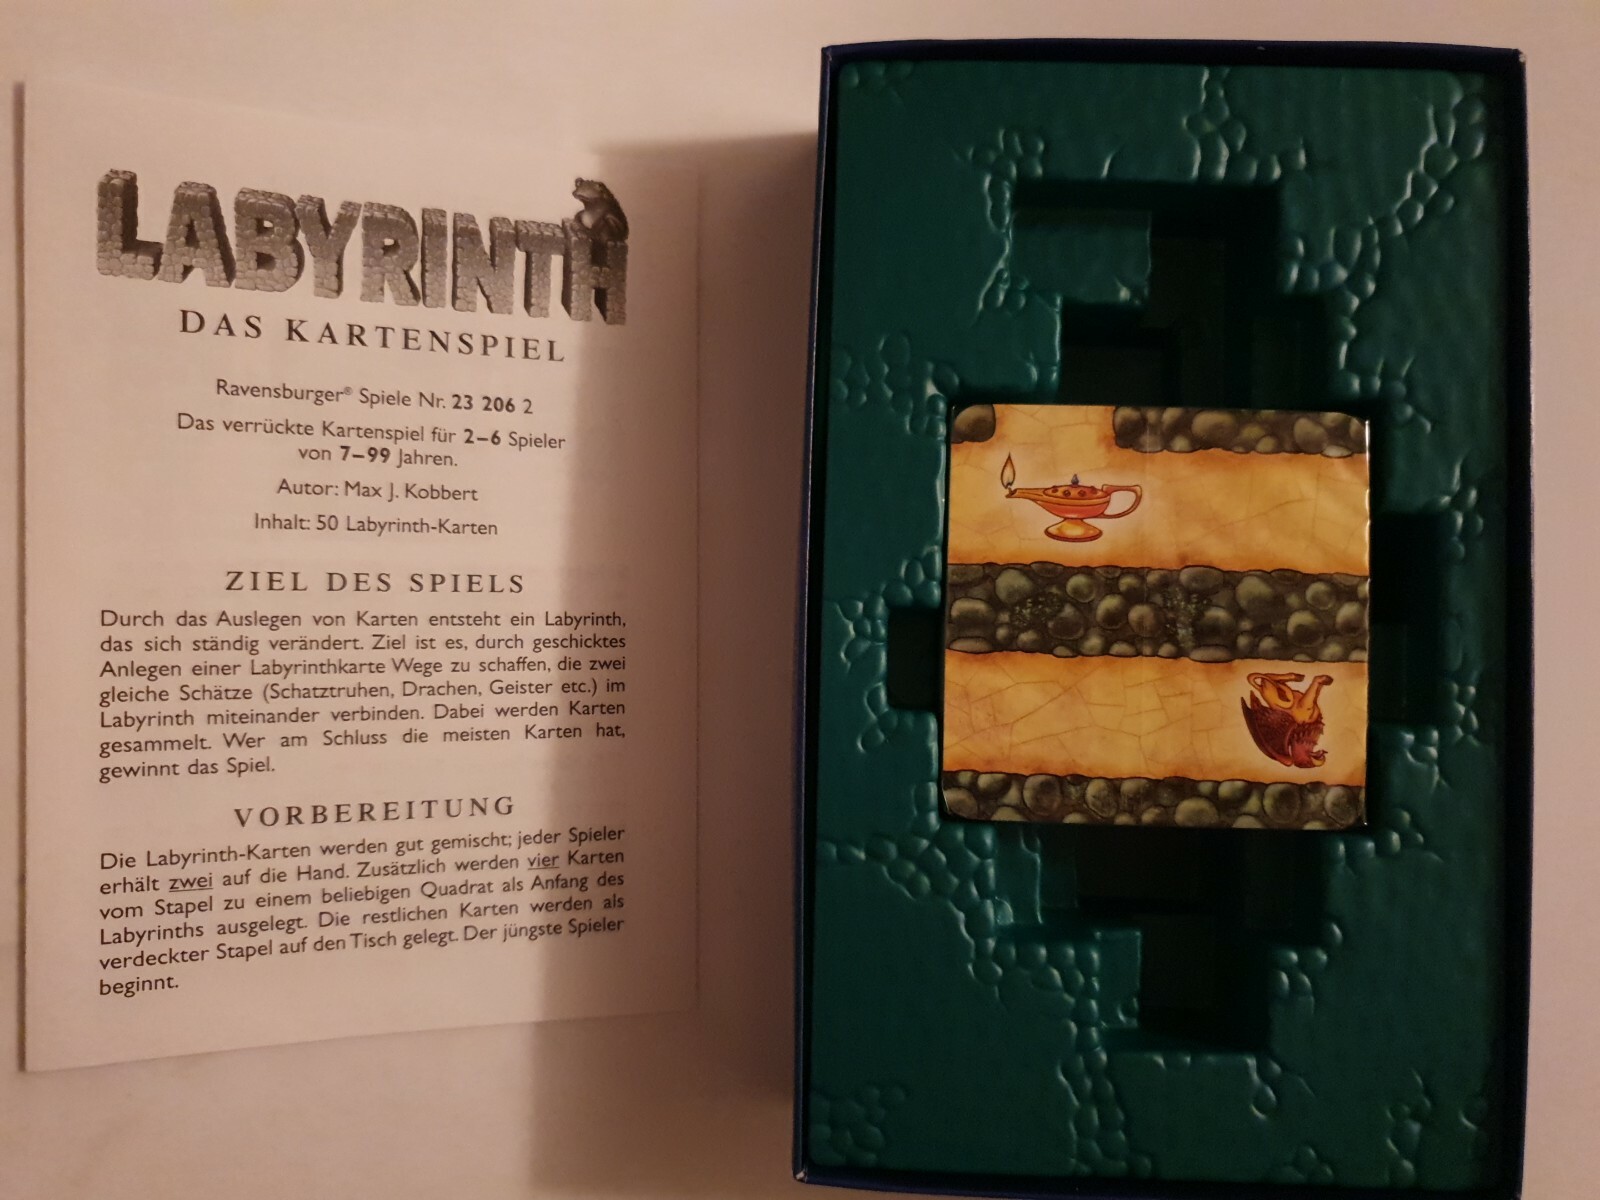 LABYRINTH
DAS KARTENSPIEL
Ravensburger® Spiele Nr. 23 206 2
Das verrückte Kartenspiel für 2–6 Spieler
von 7–99 Jahren.
Autor: Max J. Kobbert
Inhalt: 50 Labyrinth-Karten
ZIEL DES SPIELS
Durch das Auslegen von Karten entsteht ein Labyrinth,
das sich ständig verändert. Ziel ist es, durch geschicktes
Anlegen einer Labyrinthkarte Wege zu schaffen, die zwei
gleiche Schätze (Schatztruhen, Drachen, Geister etc.) im
Labyrinth miteinander verbinden. Dabei werden Karten
gesammelt. Wer am Schluss die meisten Karten hat,
gewinnt das Spiel.
VORBEREITUNG
Die Labyrinth-Karten werden gut gemischt; jeder Spieler
erhält zwei auf die Hand. Zusätzlich werden vier Karten
vom Stapel zu einem beliebigen Quadrat als Anfang des
Labyrinths ausgelegt. Die restlichen Karten werden als
verdeckter Stapel auf den Tisch gelegt. Der jüngste Spieler
beginnt.